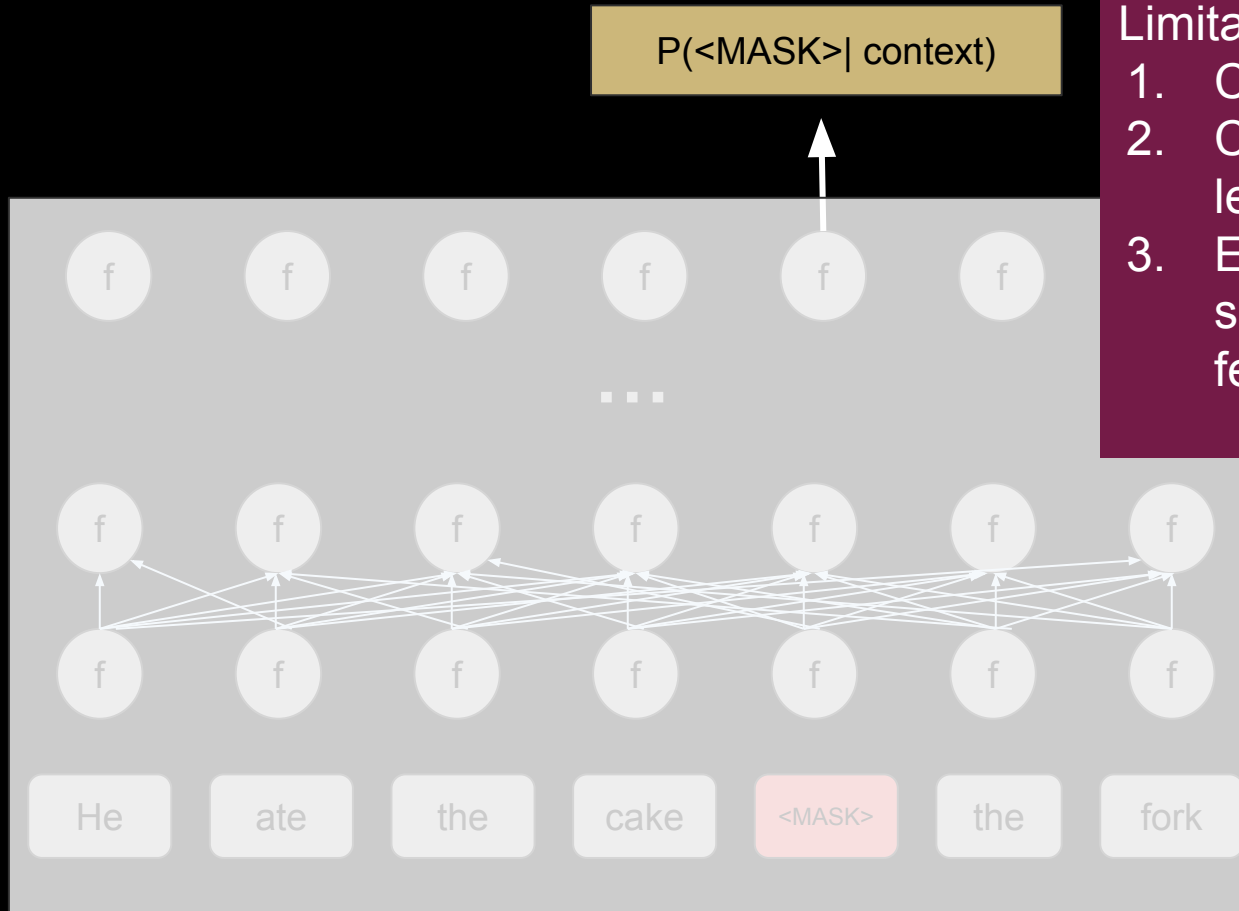 P(<MASK>| context)
Limita
1. C
2. C
le
3. E
s
fe
f f f f f f
...
f f f f f f f
f f f f f f f
He ate the cake <MASK> the fork